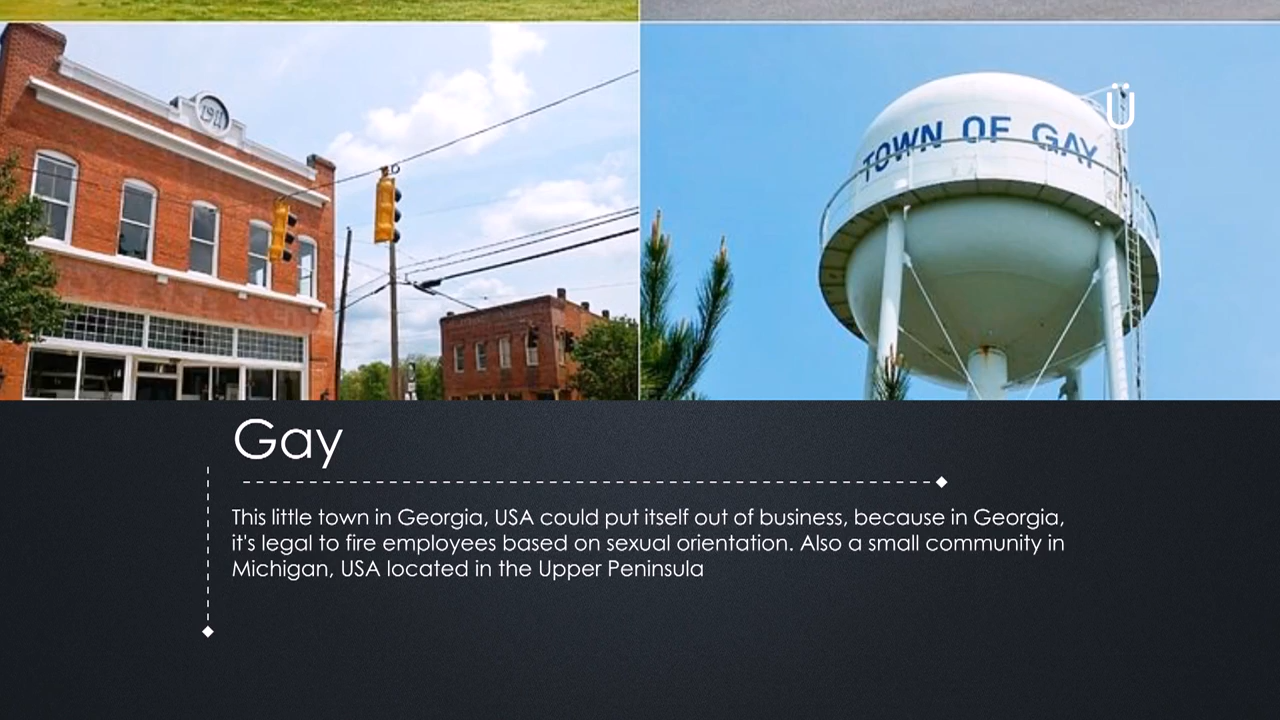 1911
TOWN OF GAY
Ü
Gay
This little town in Georgia, USA could put itself out of business, because in Georgia,
it's legal to fire employees based on sexual orientation. Also a small community in
Michigan, USA located in the Upper Peninsula